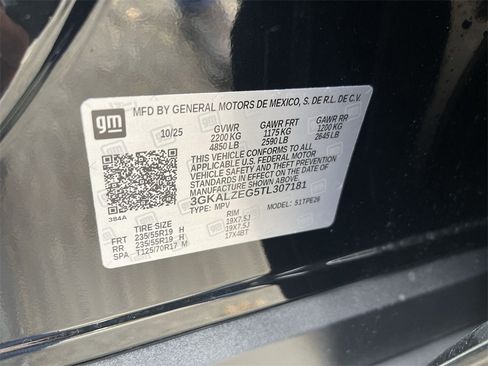 gm
MFD BY GENERAL MOTORS DE MEXICO, S. DE R.L. DE C.V.
10/25 GVWR GAWR FRT GAWR RR
2200 KG 1175 KG 1200 KG
4850 LB 2590 LB 2645 LB
THIS VEHICLE CONFORMS TO ALL
APPLICABLE U.S. FEDERAL MOTOR
VEHICLE SAFETY AND THEFT PREVENTION
STANDARDS IN EFFECT ON THE DATE OF
MANUFACTURE SHOWN ABOVE.
3GKALZEG5TL307181
TYPE: MPV MODEL: S1TPE26
384A
TIRE SIZE RIM
FRT 235/55R19 H 19X7.5J
RR 235/55R19 H 19X7.5J
SPA T125/70R17 M 17X4BT